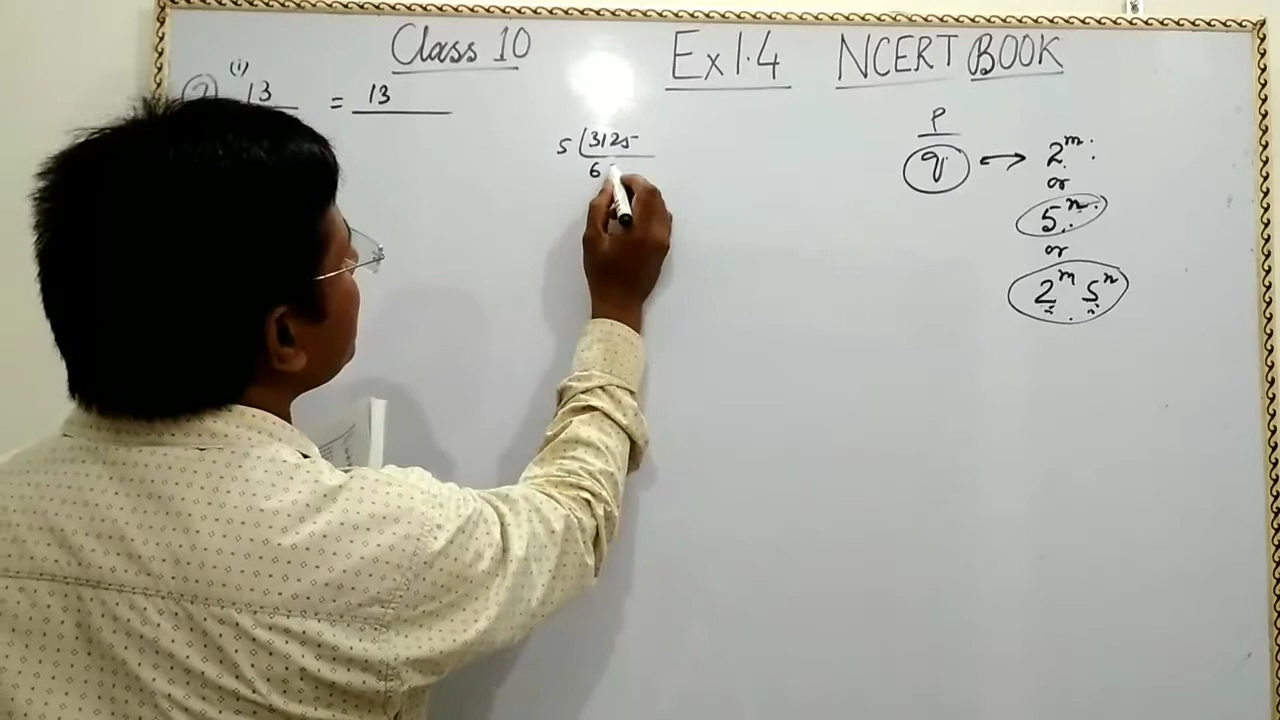 Class 10 Ex 1.4 NCERT BOOK
(i)
13 = 13
5 3125
6
p
q → 2^m
or
5^n
or
2^m 5^n